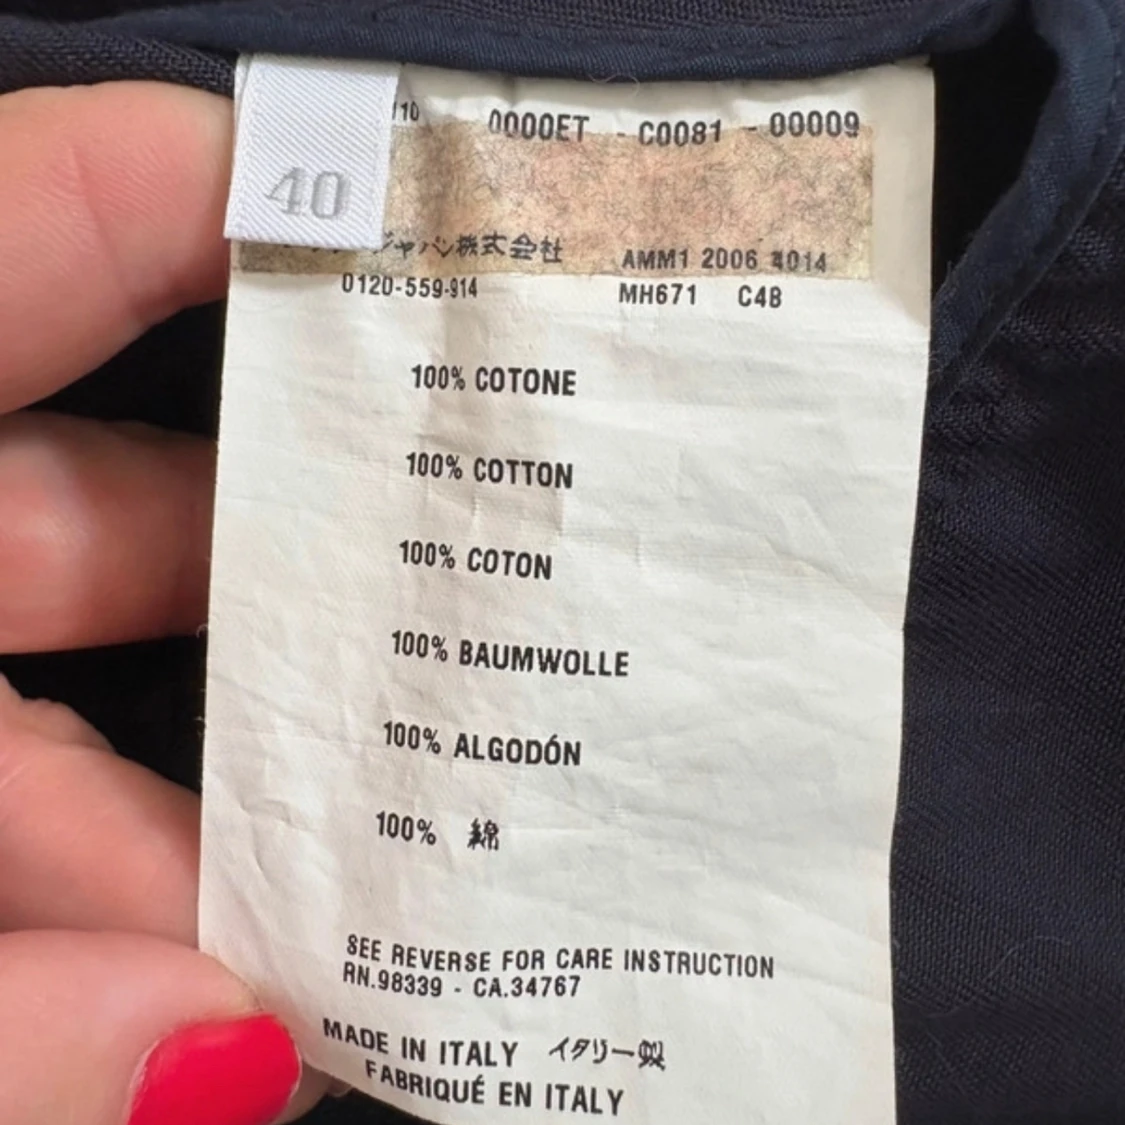 110 0000ET - C0081 - 00009
40
ジャパン株式会社 AMM1 2006 4014
0120-559-914 MH671 C48
100% COTONE
100% COTTON
100% COTON
100% BAUMWOLLE
100% ALGODÓN
100% 綿
SEE REVERSE FOR CARE INSTRUCTION
RN.98339 - CA.34767
MADE IN ITALY イタリー製
FABRIQUÉ EN ITALY